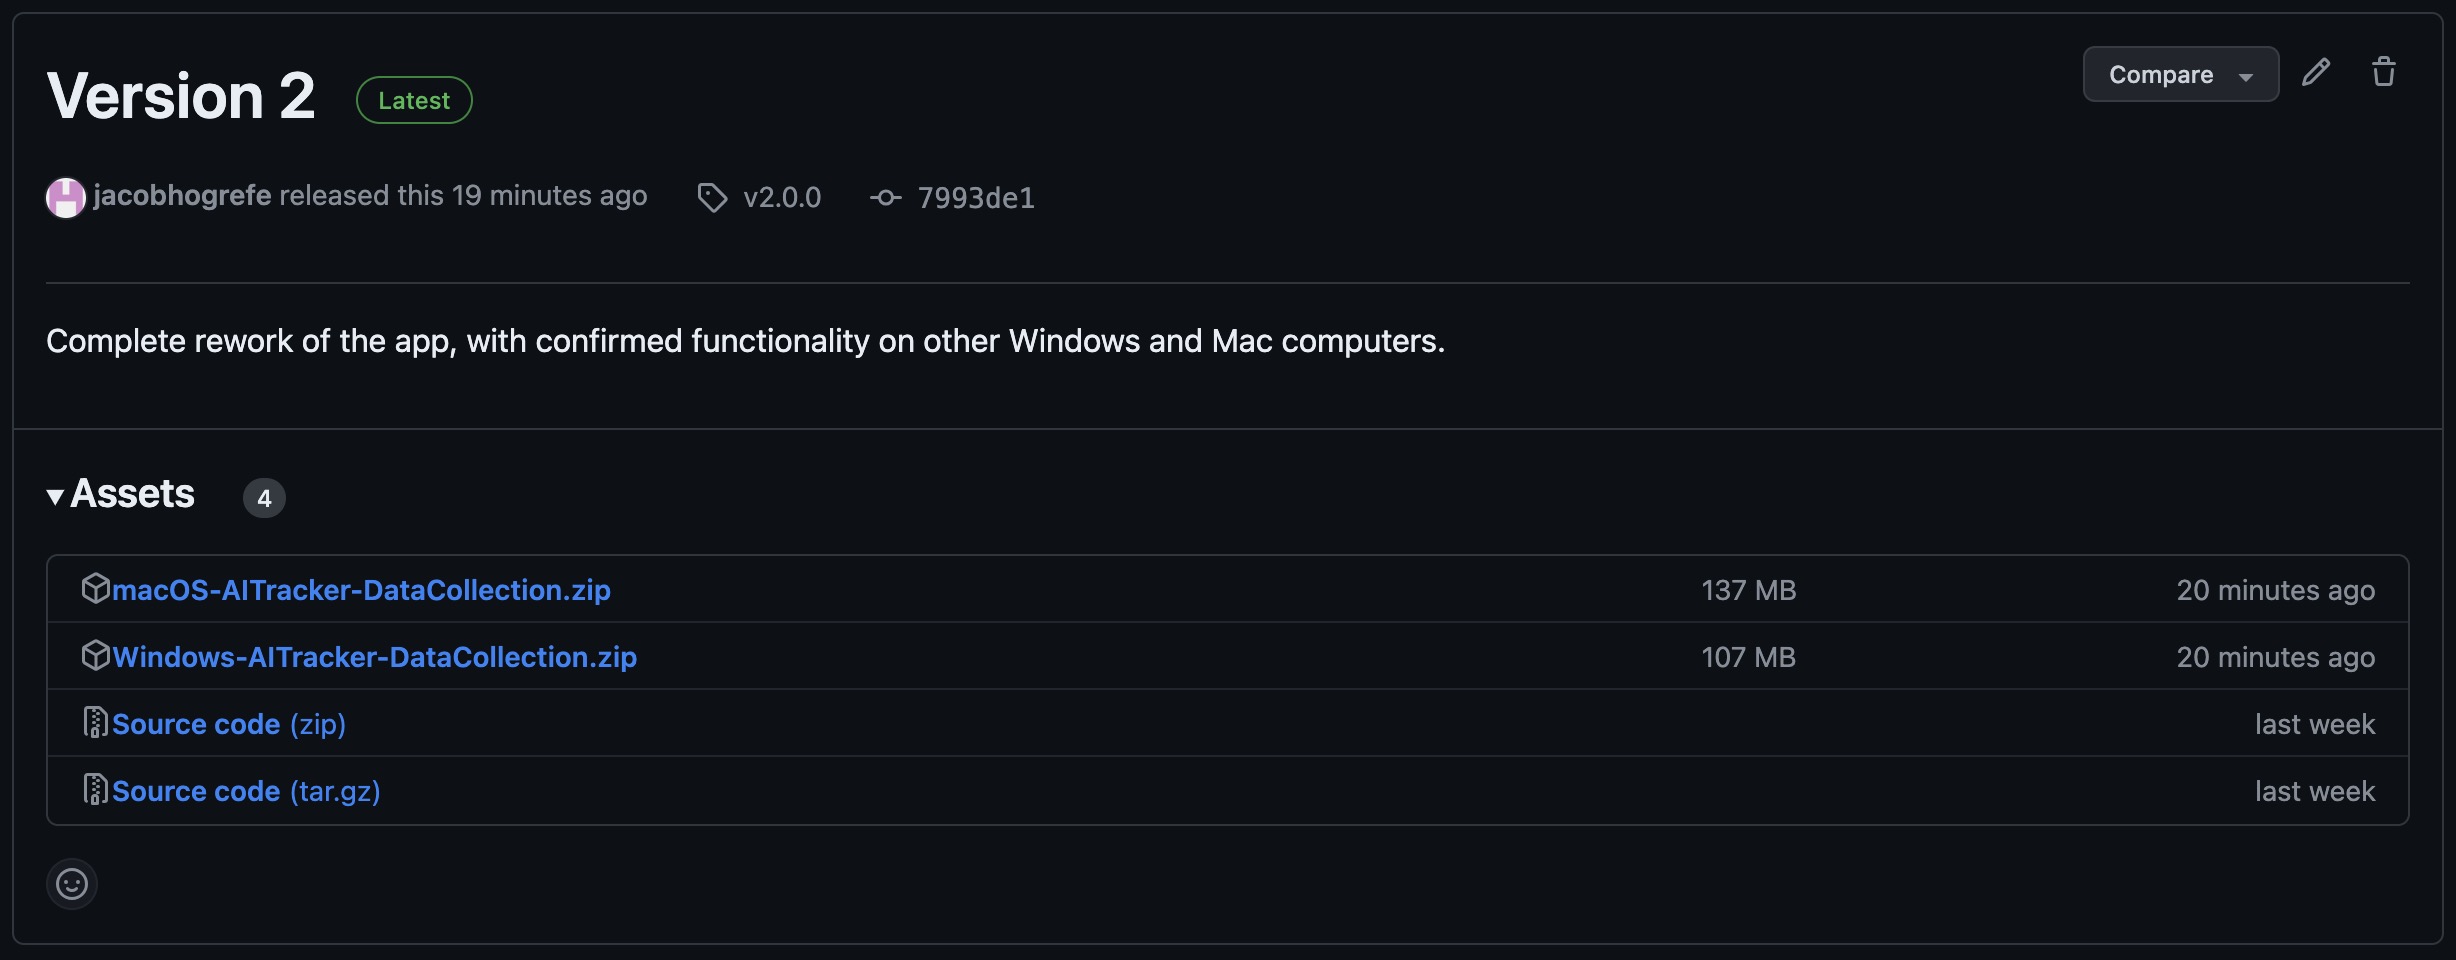 Version 2 Latest Compare
jacobhogrefe released this 19 minutes ago v2.0.0 7993de1
Complete rework of the app, with confirmed functionality on other Windows and Mac computers.
Assets 4
macOS-AITracker-DataCollection.zip 137 MB 20 minutes ago
Windows-AITracker-DataCollection.zip 107 MB 20 minutes ago
Source code (zip) last week
Source code (tar.gz) last week